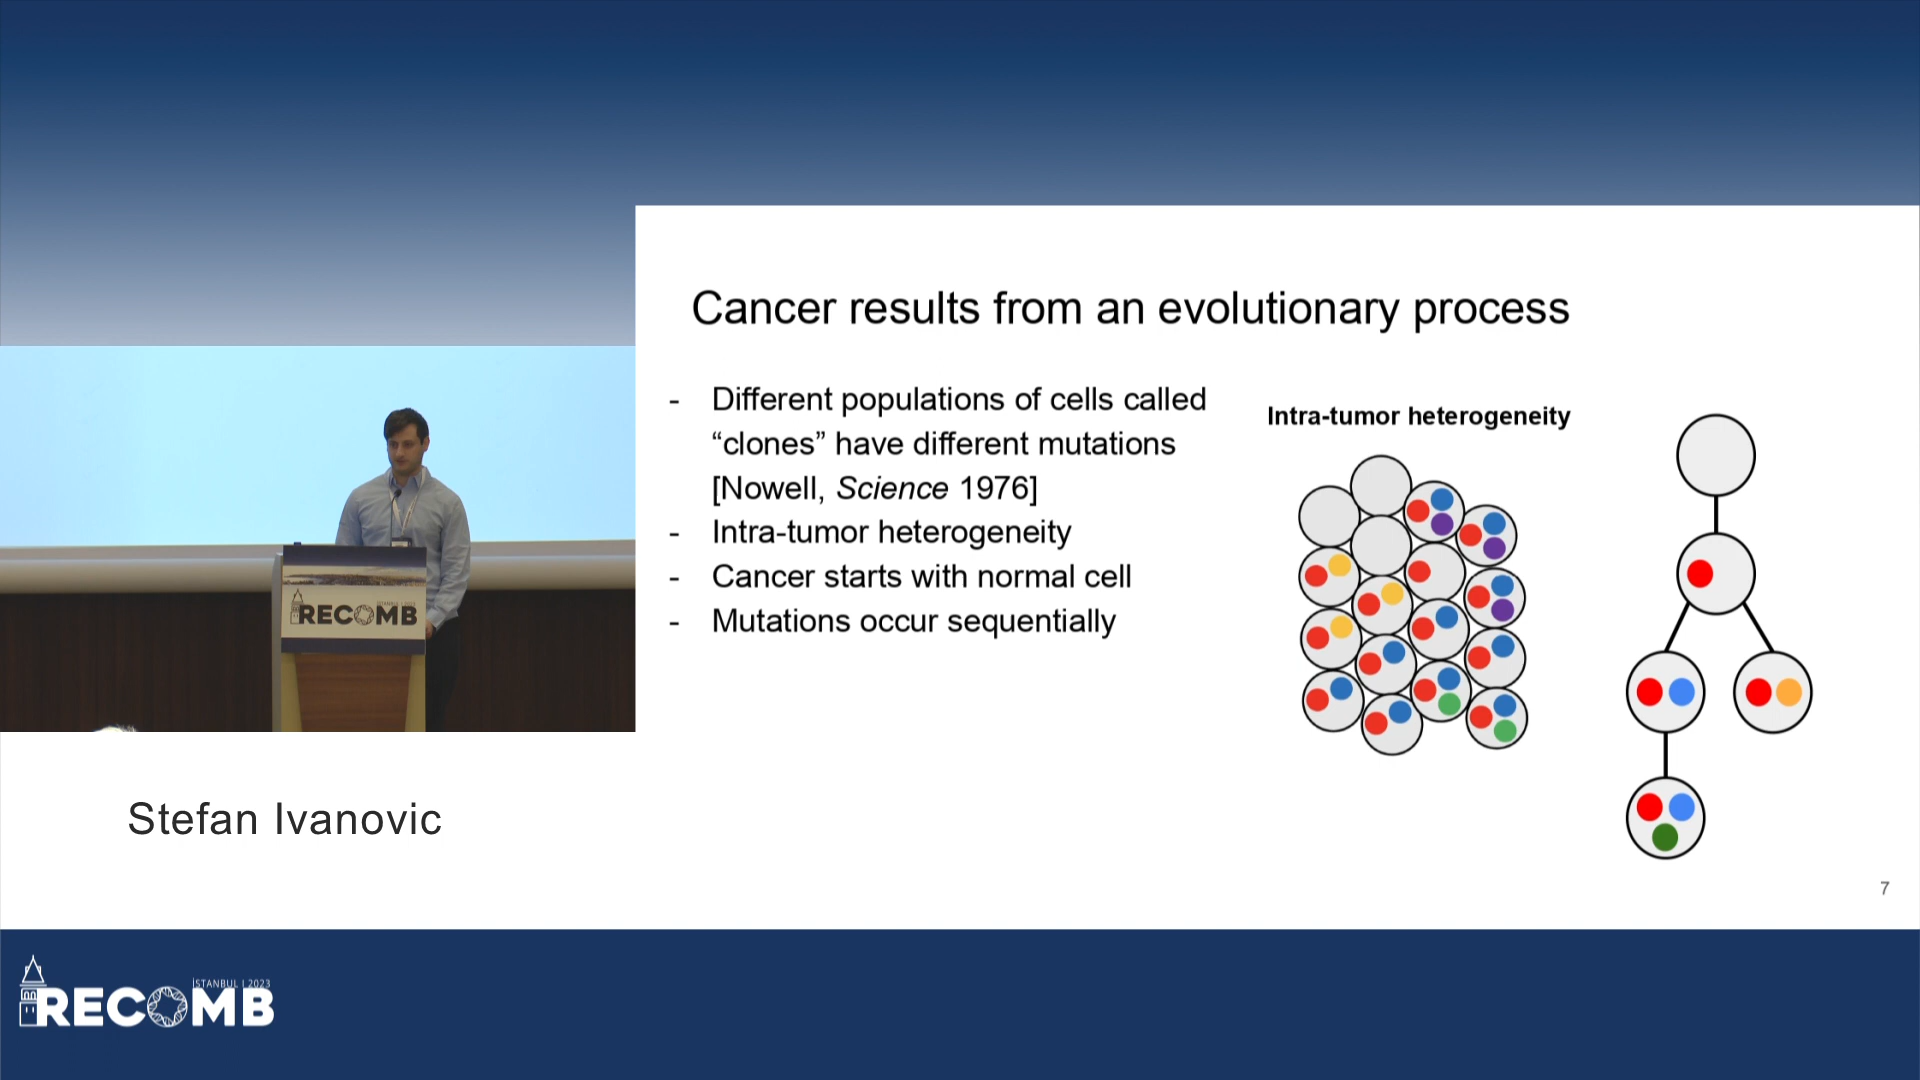 Cancer results from an evolutionary process
- Different populations of cells called
“clones” have different mutations
[Nowell, Science 1976]
- Intra-tumor heterogeneity
- Cancer starts with normal cell
- Mutations occur sequentially
Intra-tumor heterogeneity
7
RECOMB
Stefan Ivanovic
İSTANBUL | 2023
RECOMB